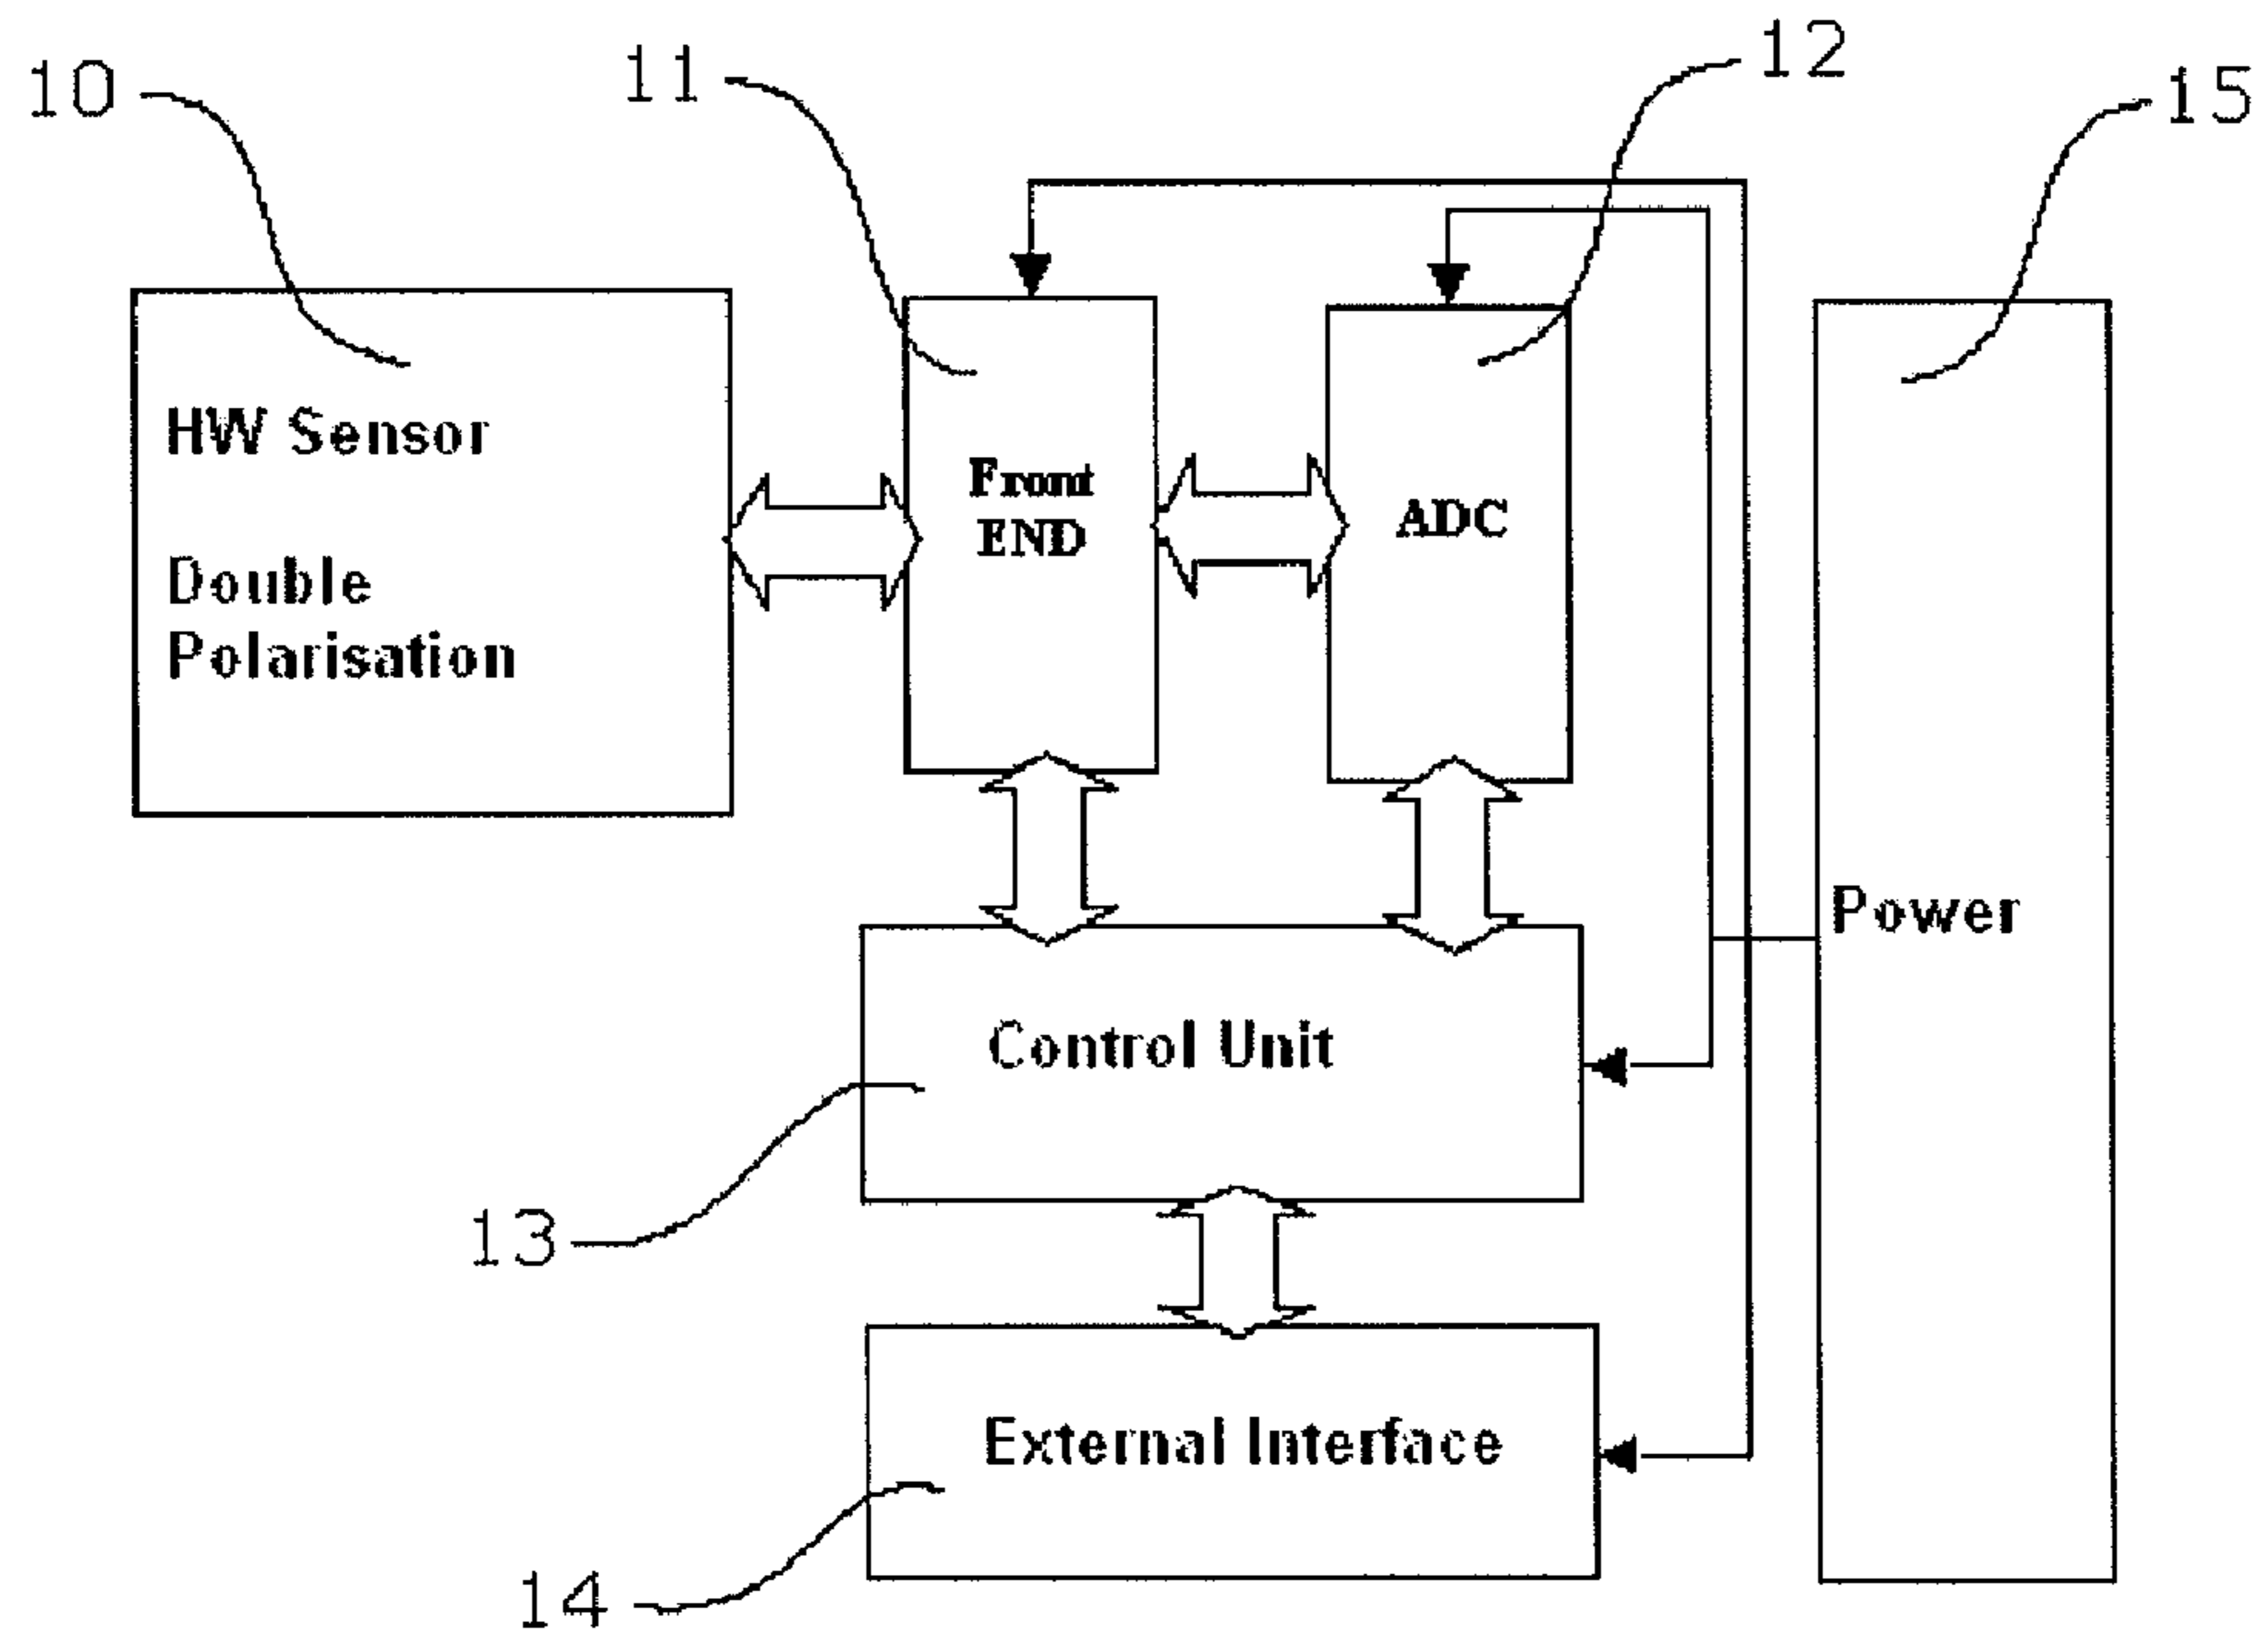 10
11
12
15
HW Sensor
Double
Polarisation
Front
END
ADC
Power
Control Unit
13
External Interface
14